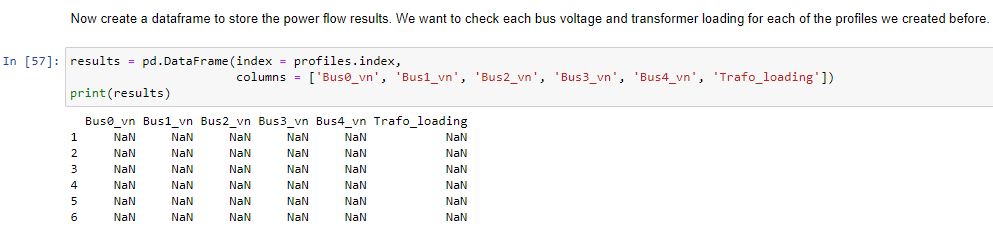 Now create a dataframe to store the power flow results. We want to check each bus voltage and transformer loading for each of the profiles we created before.
In [57]: results = pd.DataFrame(index = profiles.index,
columns = ['Bus0_vn', 'Bus1_vn', 'Bus2_vn', 'Bus3_vn', 'Bus4_vn', 'Trafo_loading'])
print(results)
Bus0_vn Bus1_vn Bus2_vn Bus3_vn Bus4_vn Trafo_loading
1 NaN NaN NaN NaN NaN NaN
2 NaN NaN NaN NaN NaN NaN
3 NaN NaN NaN NaN NaN NaN
4 NaN NaN NaN NaN NaN NaN
5 NaN NaN NaN NaN NaN NaN
6 NaN NaN NaN NaN NaN NaN